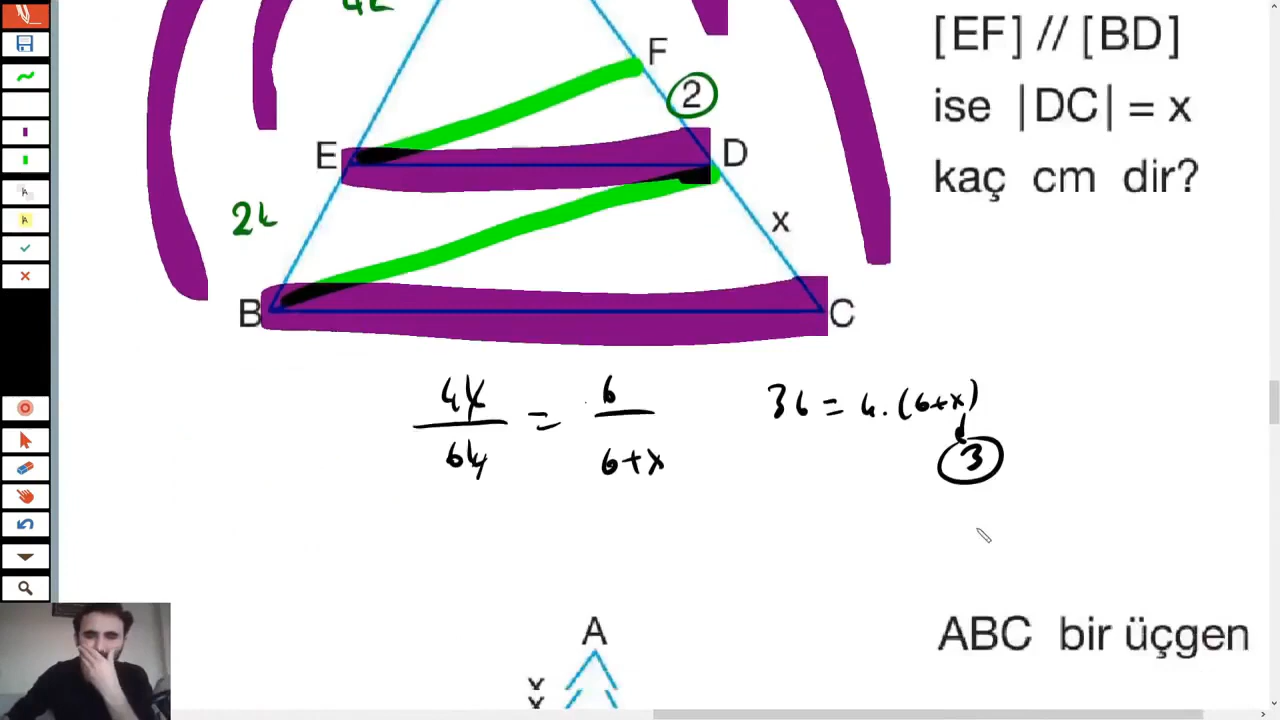 4k
F
[EF] // [BD]
2
ise |DC| = x
E
D
kaç cm dir?
2k
x
B
C
4k / 6k = 6 / 6+x
36 = 4.(6+x)
3
A
ABC bir üçgen